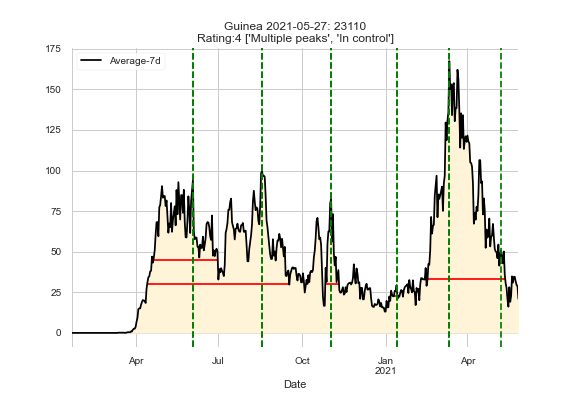 Guinea 2021-05-27: 23110
Rating:4 ['Multiple peaks', 'In control']
175
Average-7d
150
125
100
75
50
25
0
Apr
Jul
Oct
Jan
2021
Apr
Date